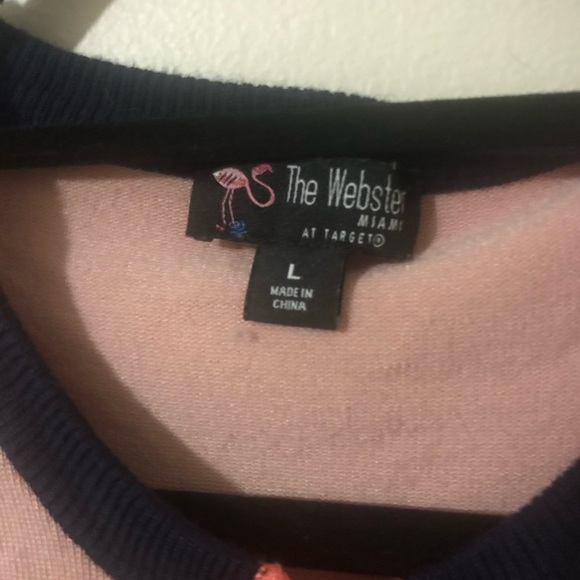 The Webster
MIAMI
AT TARGET®
L
MADE IN
CHINA